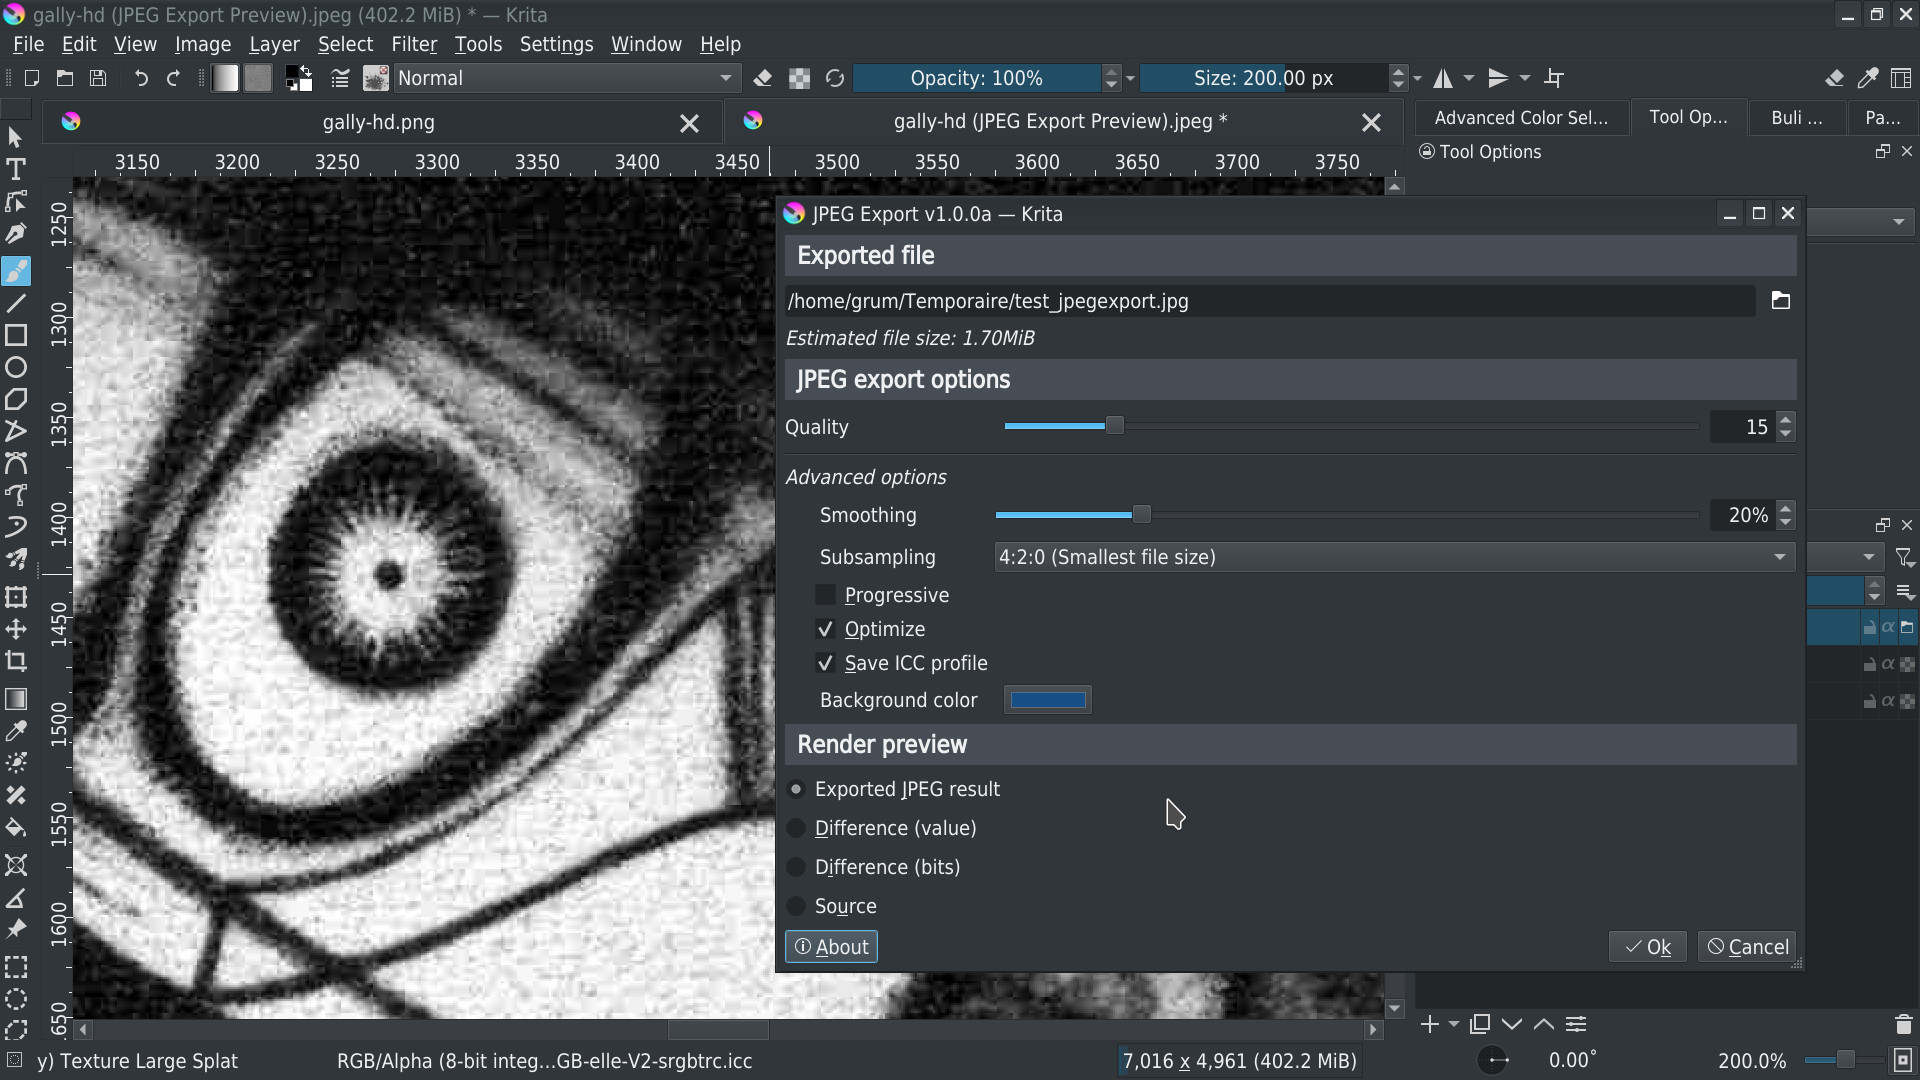 gally-hd (JPEG Export Preview).jpeg (402.2 MiB) * — Krita
File Edit View Image Layer Select Filter Tools Settings Window Help
Normal Opacity: 100% Size: 200.00 px
gally-hd.png gally-hd (JPEG Export Preview).jpeg * Advanced Color Sel... Tool Op... Buli ... Pa...
3150 3200 3250 3300 3350 3400 3450 3500 3550 3600 3650 3700 3750
Tool Options
1250
1300
1350
1400
1450
1500
1550
1600
650
JPEG Export v1.0.0a — Krita
Exported file
/home/grum/Temporaire/test_jpegexport.jpg
Estimated file size: 1.70MiB
JPEG export options
Quality 15
Advanced options
Smoothing 20%
Subsampling 4:2:0 (Smallest file size)
Progressive
Optimize
Save ICC profile
Background color
Render preview
Exported JPEG result
Difference (value)
Difference (bits)
Source
About Ok Cancel
y) Texture Large Splat RGB/Alpha (8-bit integ...GB-elle-V2-srgbtrc.icc 7,016 x 4,961 (402.2 MiB) 0.00° 200.0%